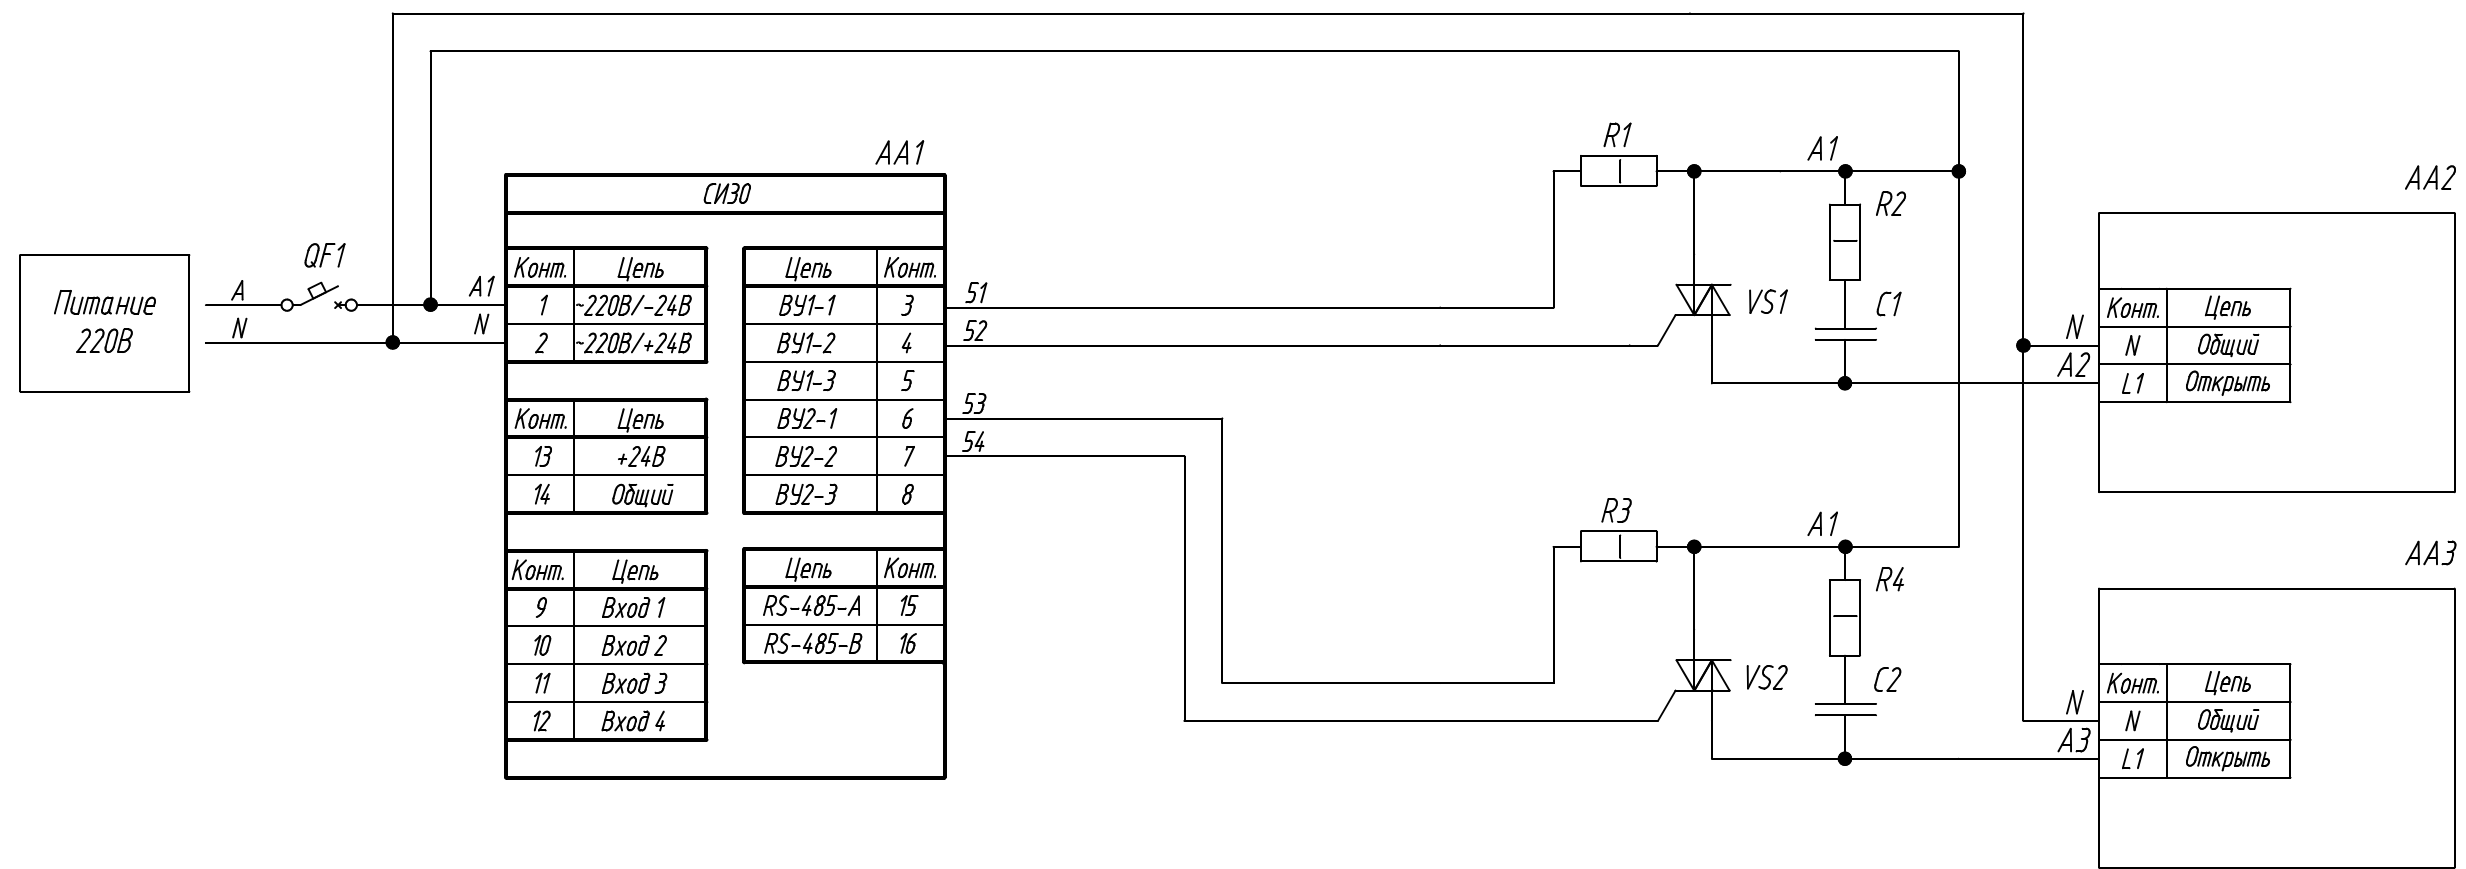 Питание
220В
QF1
A
N
A1
N
AA1
СИ30
Конт. Цепь
1 ~220В/-24В
2 ~220В/+24В
Конт. Цепь
13 +24В
14 Общий
Конт. Цепь
9 Вход 1
10 Вход 2
11 Вход 3
12 Вход 4
Цепь Конт.
ВУ1-1 3
ВУ1-2 4
ВУ1-3 5
ВУ2-1 6
ВУ2-2 7
ВУ2-3 8
Цепь Конт.
RS-485-A 15
RS-485-B 16
51
52
53
54
R1
A1
R2
VS1
C1
R3
A1
R4
VS2
C2
AA2
N
A2
Конт. Цепь
N Общий
L1 Открыть
AA3
N
A3
Конт. Цепь
N Общий
L1 Открыть